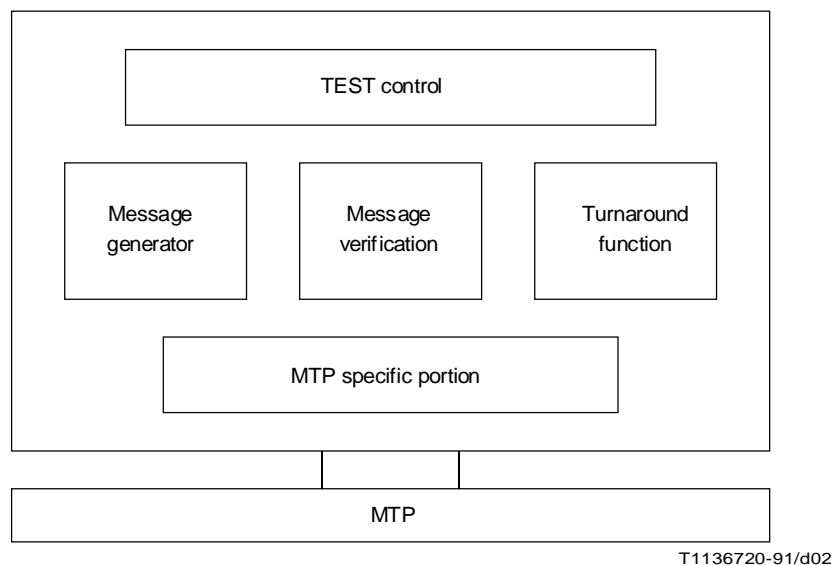 TEST control
Message
generator
Message
verification
Turnaround
function
MTP specific portion
MTP
T1136720-91/d02